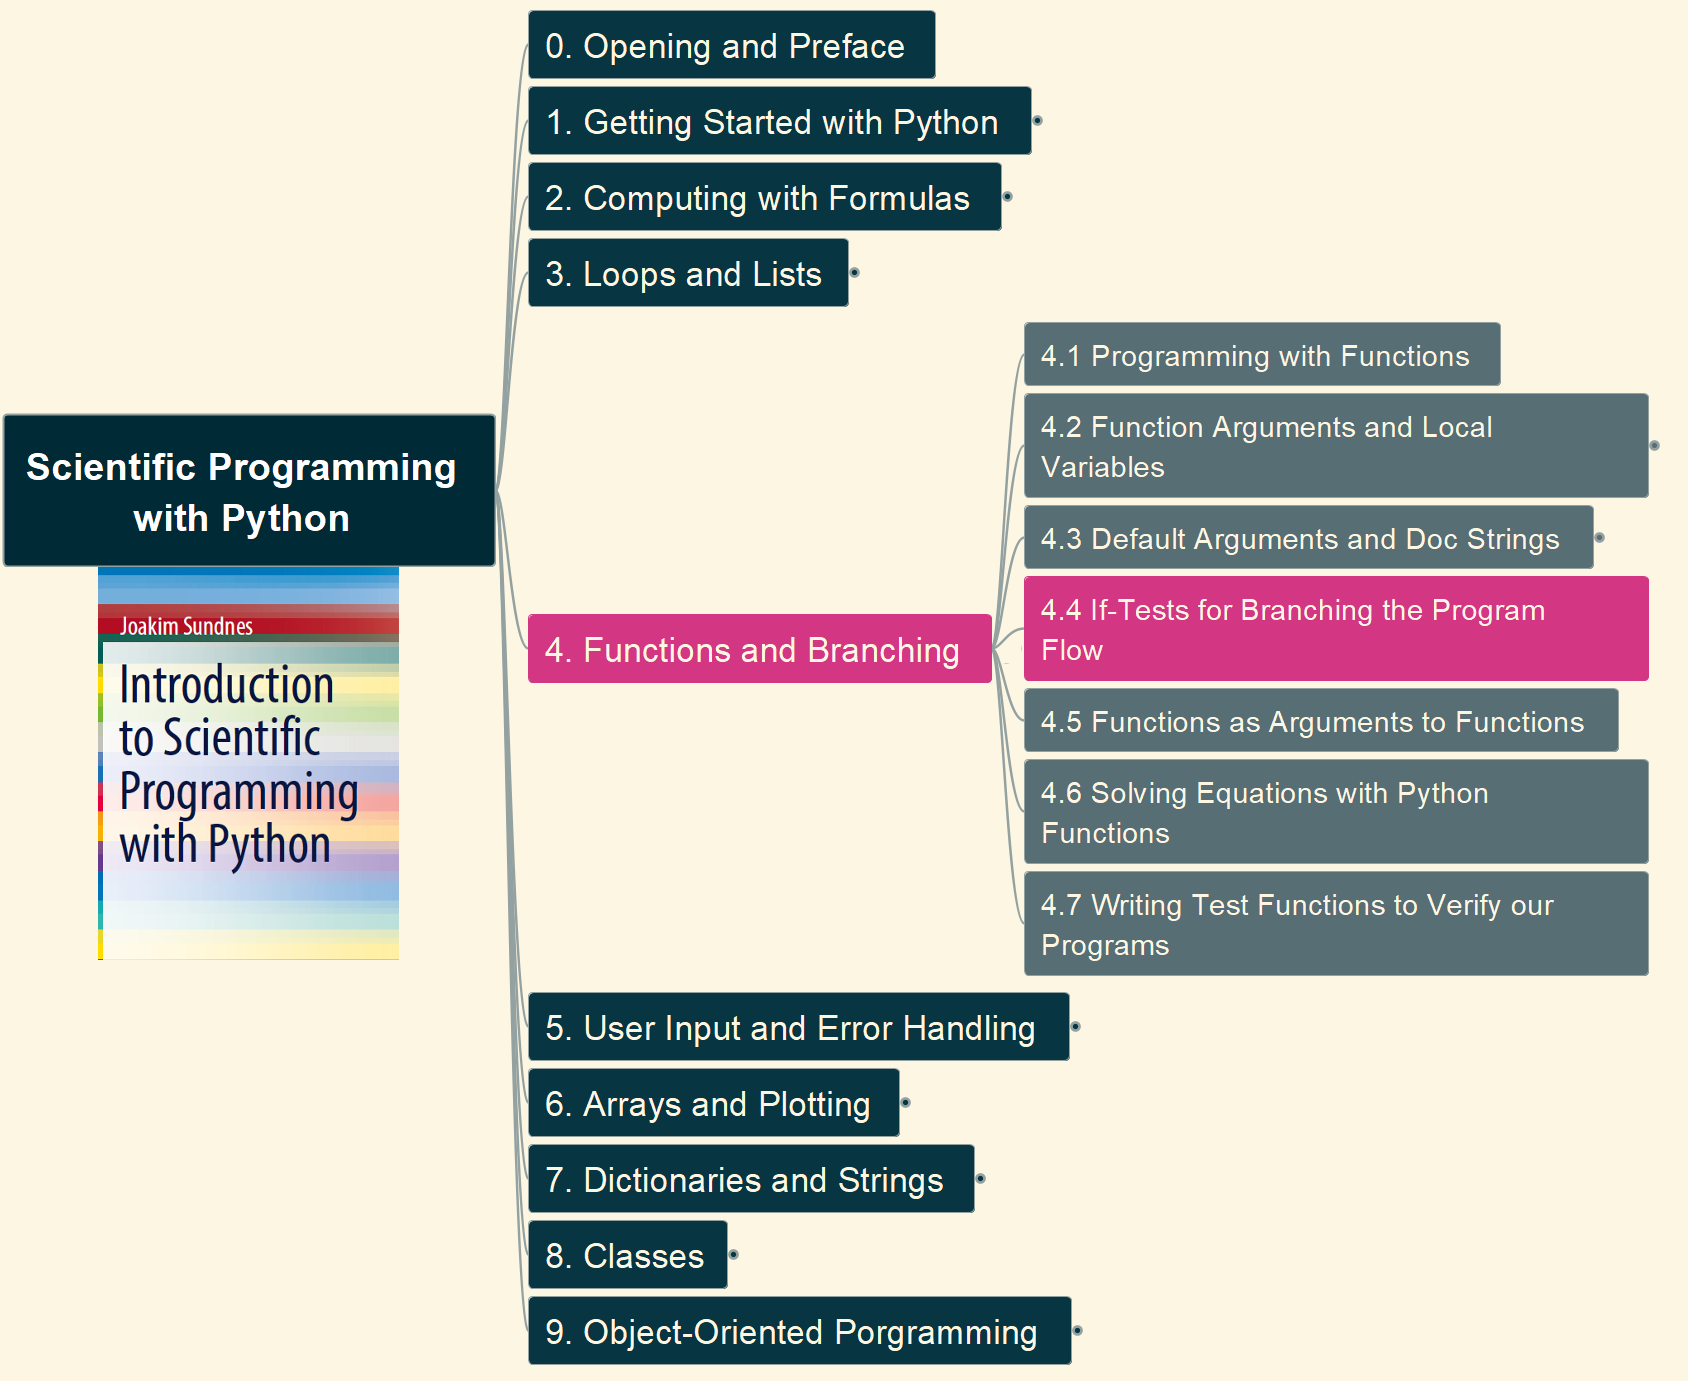 0. Opening and Preface
1. Getting Started with Python
2. Computing with Formulas
3. Loops and Lists
4.1 Programming with Functions
4.2 Function Arguments and Local
Variables
4.3 Default Arguments and Doc Strings
4.4 If-Tests for Branching the Program
Flow
4.5 Functions as Arguments to Functions
4.6 Solving Equations with Python
Functions
4.7 Writing Test Functions to Verify our
Programs
Scientific Programming
with Python
Joakim Sundnes
Introduction
to Scientific
Programming
with Python
4. Functions and Branching
5. User Input and Error Handling
6. Arrays and Plotting
7. Dictionaries and Strings
8. Classes
9. Object-Oriented Porgramming